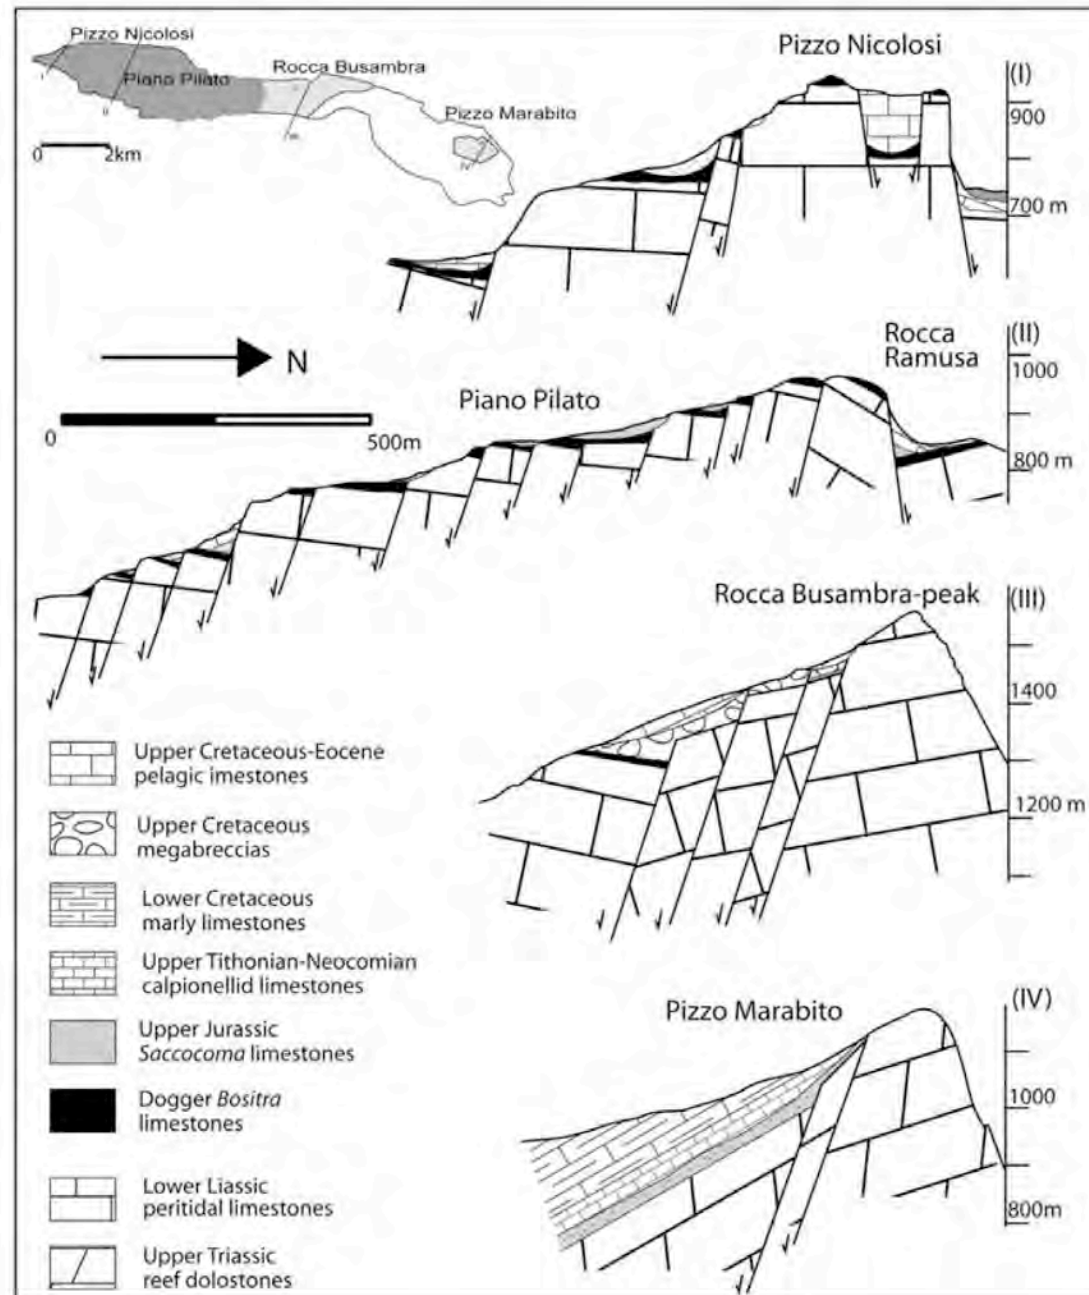 Pizzo Nicolosi
Piano Pilato
Rocca Busambra
Pizzo Marabito
0 2km
Pizzo Nicolosi
(I)
900
700 m
N
0 500m
Piano Pilato
Rocca
Ramusa
(II)
1000
800 m
Rocca Busambra-peak
(III)
1400
1200 m
Pizzo Marabito
(IV)
1000
800m
Upper Cretaceous-Eocene
pelagic imestones
Upper Cretaceous
megabreccias
Lower Cretaceous
marly limestones
Upper Tithonian-Neocomian
calpionellid limestones
Upper Jurassic
Saccocoma limestones
Dogger Bositra
limestones
Lower Liassic
peritidal limestones
Upper Triassic
reef dolostones